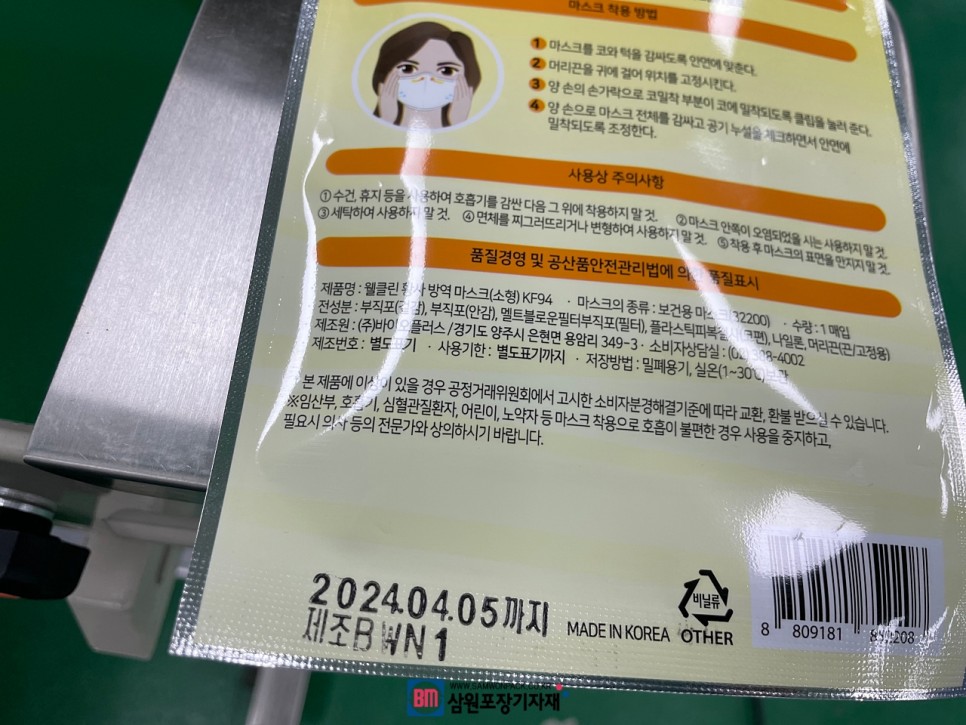 마스크 착용 방법
1 마스크를 코와 턱을 감싸도록 안면에 맞춘다.
2 머리끈을 귀에 걸어 위치를 고정시킨다.
3 양 손의 손가락으로 코밀착 부분이 코에 밀착되도록 클립을 눌러 준다.
4 양 손으로 마스크 전체를 감싸고 공기 누설을 체크하면서 안면에
밀착되도록 조정한다.
사용상 주의사항
① 수건, 휴지 등을 사용하여 호흡기를 감싼 다음 그 위에 착용하지 말 것. ② 마스크 안쪽이 오염되었을 시는 사용하지 말 것.
③ 세탁하여 사용하지 말 것. ④ 면체를 찌그러뜨리거나 변형하여 사용하지 말 것. ⑤ 착용 후 마스크의 표면을 만지지 말 것.
품질경영 및 공산품안전관리법에 의한 품질표시
제품명 : 웰클린 황사 방역 마스크(소형) KF94 · 마스크의 종류 : 보건용 마스크(32200) · 수량 : 1 매입
전성분 : 부직포(겉감), 부직포(안감), 멜트블로운필터부직포(필터), 플라스틱피복 나일론, 머리끈(끈/고정용)
제조원 : (주)바이오플러스 / 경기도 양주시 은현면 용암리 349-3 · 소비자상담실 : (02) -4002
제조번호 : 별도표기 · 사용기한 : 별도표기까지 · 저장방법 : 밀폐용기, 실온(1~30℃)보관
본 제품에 이상이 있을 경우 공정거래위원회에서 고시한 소비자분쟁해결기준에 따라 교환, 환불 받으실 수 있습니다.
※임산부, 호흡기, 심혈관질환자, 어린이, 노약자 등 마스크 착용으로 호흡이 불편한 경우 사용을 중지하고,
필요시 의사 등의 전문가와 상의하시기 바랍니다.
2024.04.05까지
제조BWN1
MADE IN KOREA
비닐류
OTHER
8 809181
WWW.SAMWONPACK.CO.KR
BM 삼원포장기자재